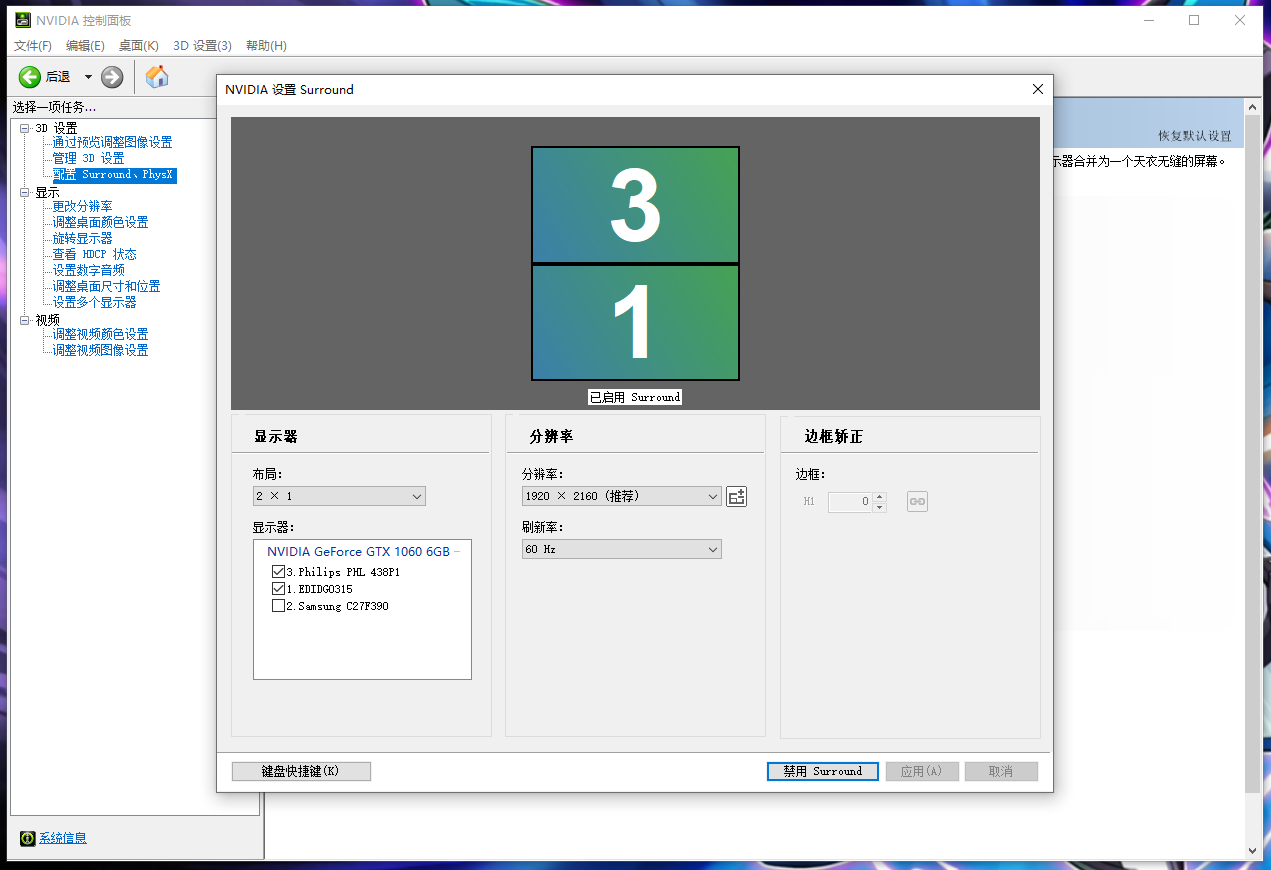 NVIDIA 控制面板
文件(F) 编辑(E) 桌面(K) 3D 设置(3) 帮助(H)
后退
选择一项任务...
3D 设置
通过预览调整图像设置
管理 3D 设置
配置 Surround、PhysX
显示
更改分辨率
调整桌面颜色设置
旋转显示器
查看 HDCP 状态
设置数字音频
调整桌面尺寸和位置
设置多个显示器
视频
调整视频颜色设置
调整视频图像设置
系统信息
恢复默认设置
示器合并为一个天衣无缝的屏幕。
NVIDIA 设置 Surround
3
1
已启用 Surround
显示器
布局:
2 × 1
显示器:
NVIDIA GeForce GTX 1060 6GB
3.Philips PHL 438P1
1.EDIDG0315
2.Samsung C27F390
分辨率
分辨率:
1920 × 2160 (推荐)
刷新率:
60 Hz
边框矫正
边框:
H1 0
键盘快捷键(K)
禁用 Surround 应用(A) 取消